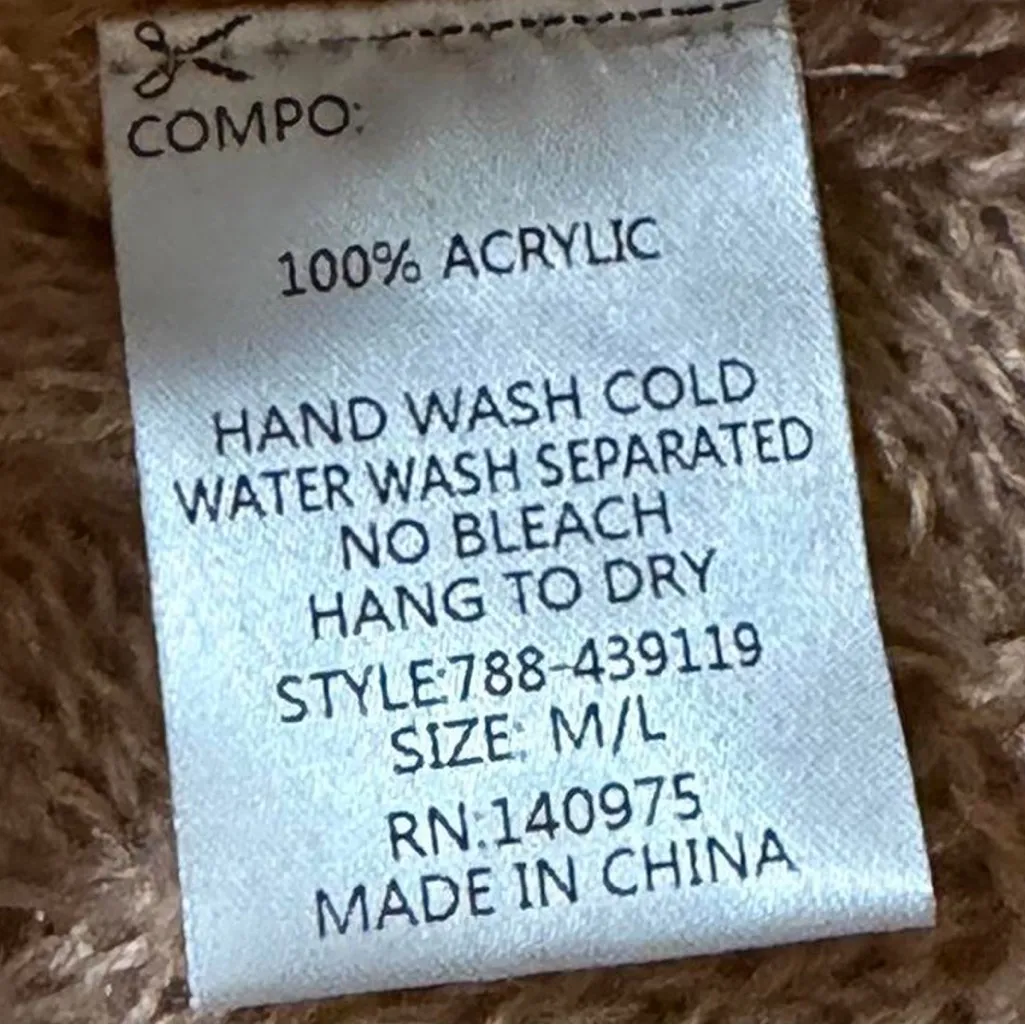 COMPO:
100% ACRYLIC
HAND WASH COLD
WATER WASH SEPARATED
NO BLEACH
HANG TO DRY
STYLE:788-439119
SIZE: M/L
RN:140975
MADE IN CHINA